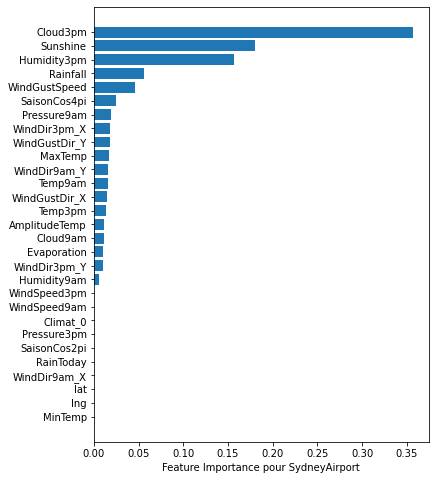 Cloud3pm
Sunshine
Humidity3pm
Rainfall
WindGustSpeed
SaisonCos4pi
Pressure9am
WindDir3pm_X
WindGustDir_Y
MaxTemp
WindDir9am_Y
Temp9am
WindGustDir_X
Temp3pm
AmplitudeTemp
Cloud9am
Evaporation
WindDir3pm_Y
Humidity9am
WindSpeed3pm
WindSpeed9am
Climat_0
Pressure3pm
SaisonCos2pi
RainToday
WindDir9am_X
lat
lng
MinTemp
0.00 0.05 0.10 0.15 0.20 0.25 0.30 0.35
Feature Importance pour SydneyAirport